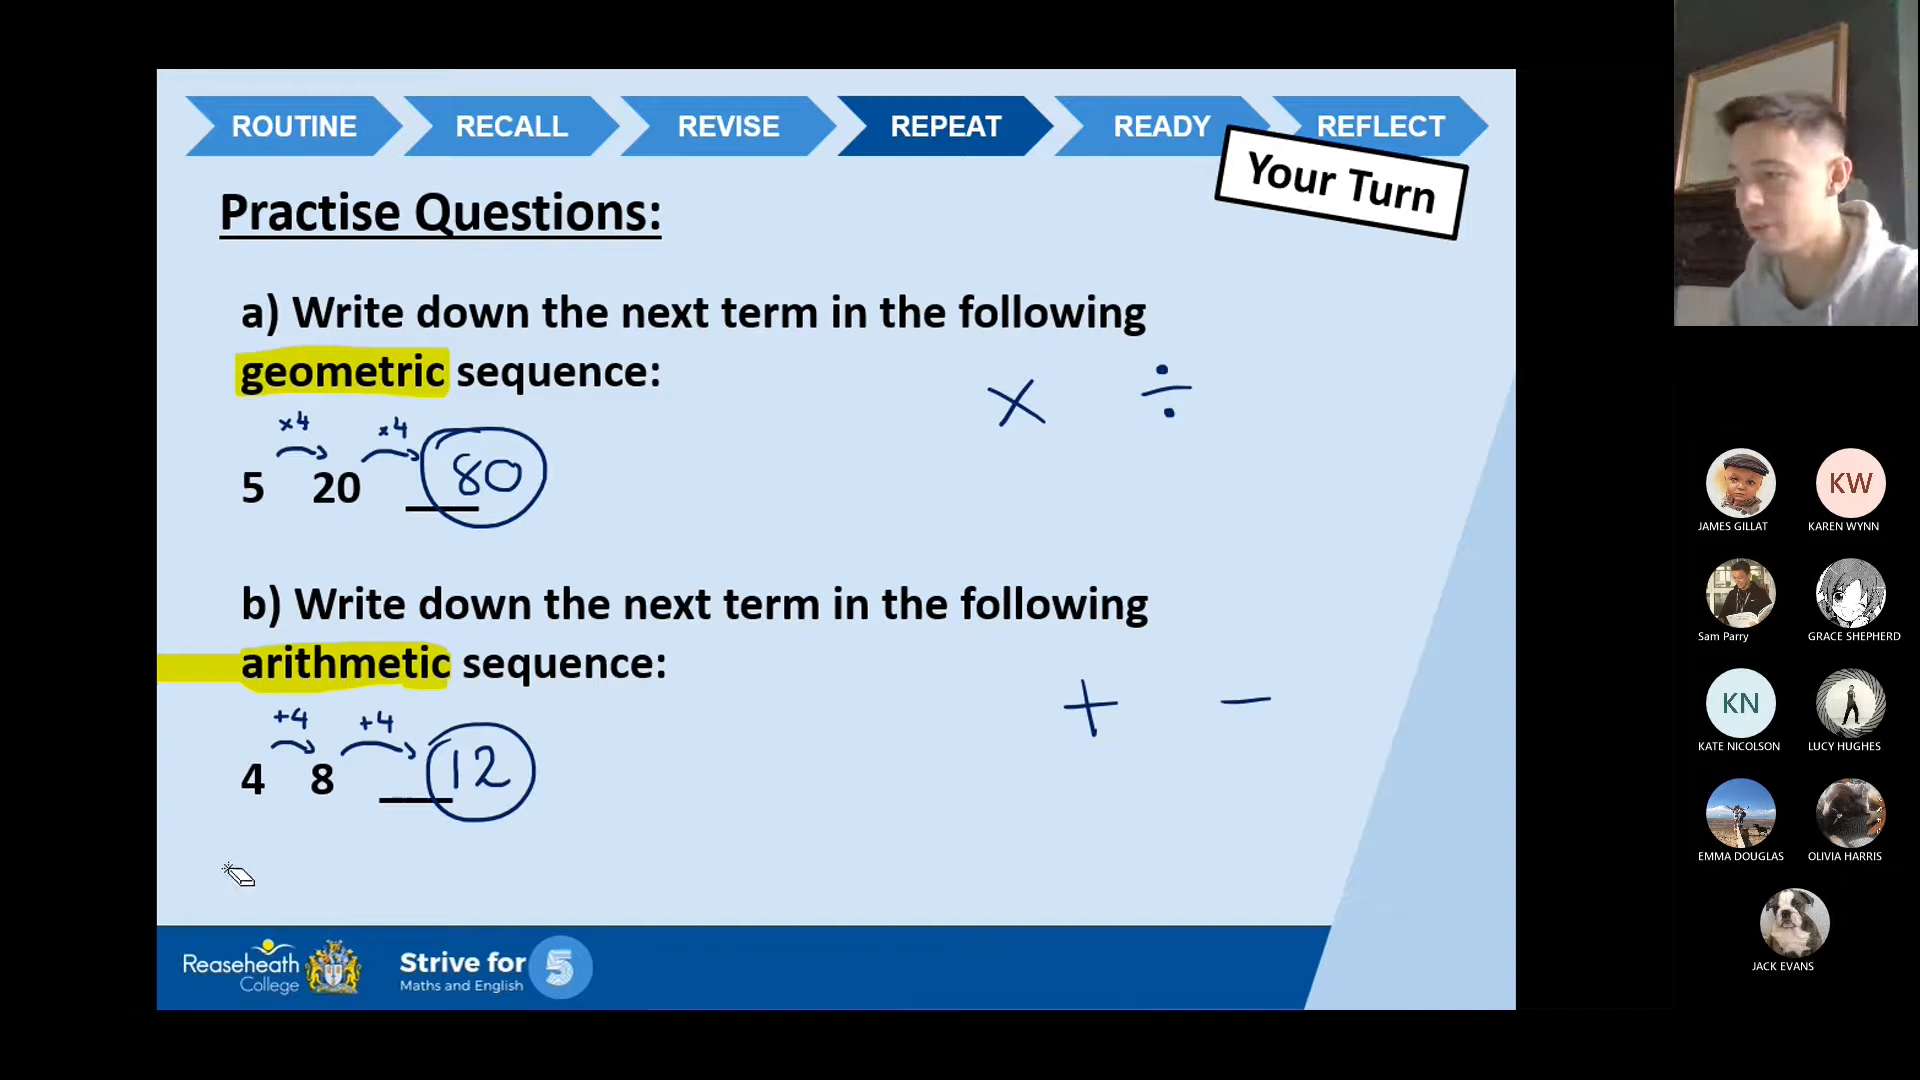 ROUTINE RECALL REVISE REPEAT READY REFLECT
Your Turn
Practise Questions:
a) Write down the next term in the following
geometric sequence:
× ÷
×4 ×4
5 20 ___ 80
b) Write down the next term in the following
arithmetic sequence:
+ −
+4 +4
4 8 ___ 12
Reaseheath
College
Strive for 5
Maths and English
JAMES GILLAT
KW
KAREN WYNN
Sam Parry
GRACE SHEPHERD
KN
KATE NICOLSON
LUCY HUGHES
EMMA DOUGLAS
OLIVIA HARRIS
JACK EVANS